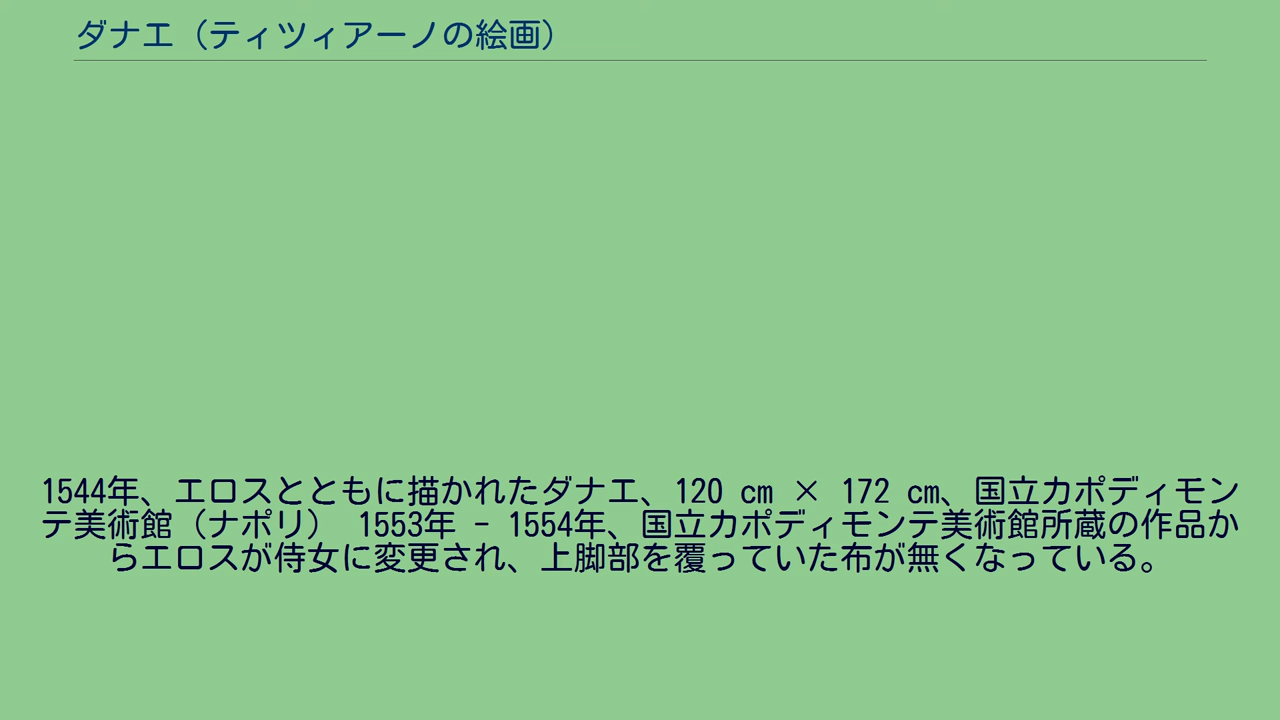 ダナエ（ティツィアーノの絵画）
1544年、エロスとともに描かれたダナエ、120 cm × 172 cm、国立カポディモン
テ美術館（ナポリ） 1553年 – 1554年、国立カポディモンテ美術館所蔵の作品か
らエロスが侍女に変更され、上脚部を覆っていた布が無くなっている。